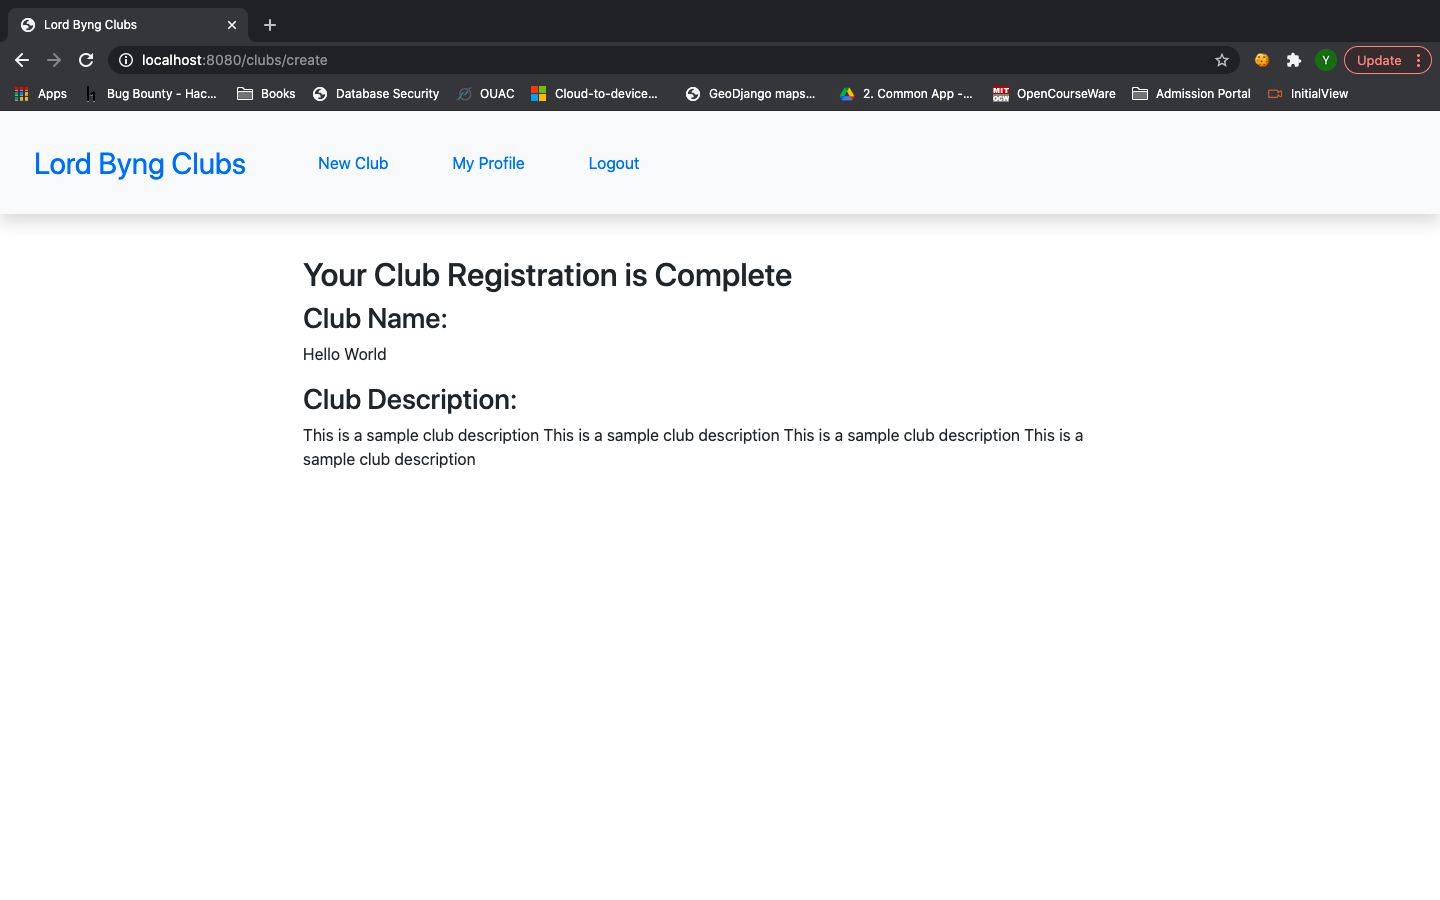 Lord Byng Clubs
localhost:8080/clubs/create
Y
Update
Apps
h
Bug Bounty - Hac...
Books
Database Security
OUAC
Cloud-to-device...
GeoDjango maps...
2. Common App -...
MIT
OCW
OpenCourseWare
Admission Portal
InitialView
Lord Byng Clubs
New Club
My Profile
Logout
Your Club Registration is Complete
Club Name:
Hello World
Club Description:
This is a sample club description This is a sample club description This is a sample club description This is a
sample club description